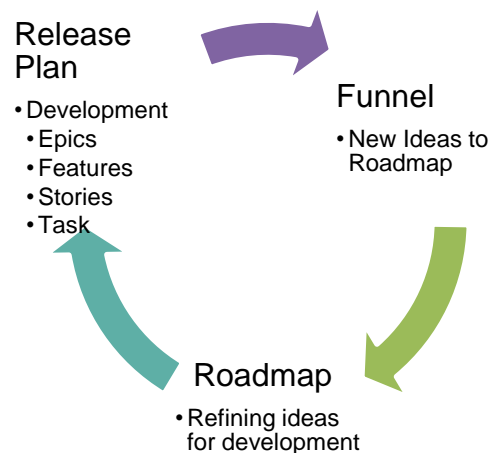 Release
Plan
• Development
• Epics
• Features
• Stories
• Task
Funnel
• New Ideas to
Roadmap
Roadmap
• Refining ideas
for development